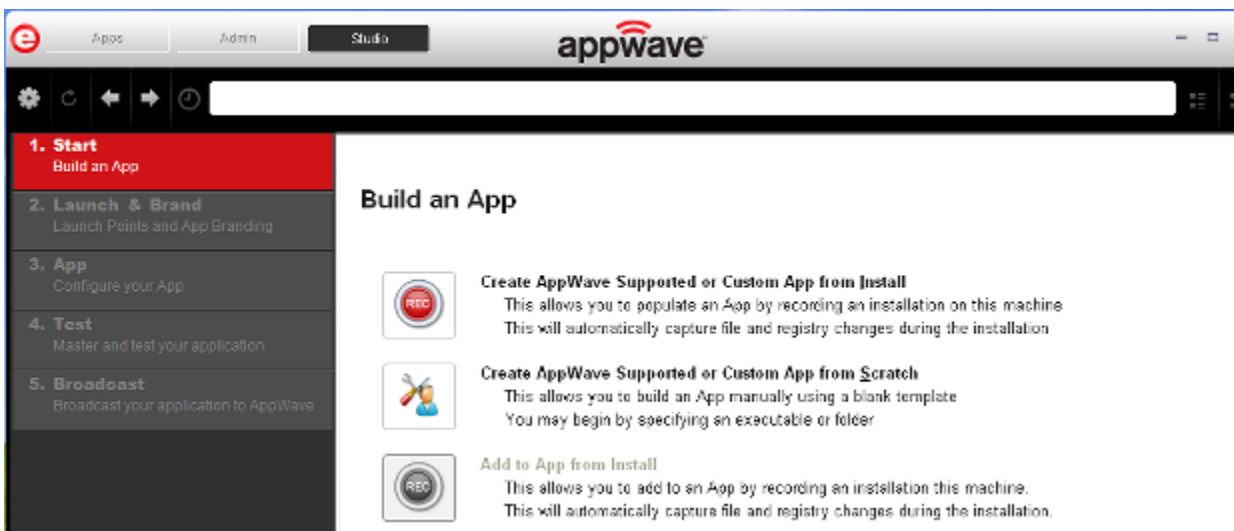 e Apps Admin Studio appwave
1. Start
Build an App
2. Launch & Brand
Launch Points and App Branding
3. App
Configure your App
4. Test
Master and test your application
5. Broadcast
Broadcast your application to AppWave
Build an App
REC
Create AppWave Supported or Custom App from Install
This allows you to populate an App by recording an installation on this machine
This will automatically capture file and registry changes during the installation
Create AppWave Supported or Custom App from Scratch
This allows you to build an App manually using a blank template
You may begin by specifying an executable or folder
REC
Add to App from Install
This allows you to add to an App by recording an installation this machine.
This will automatically capture file and registry changes during the installation.